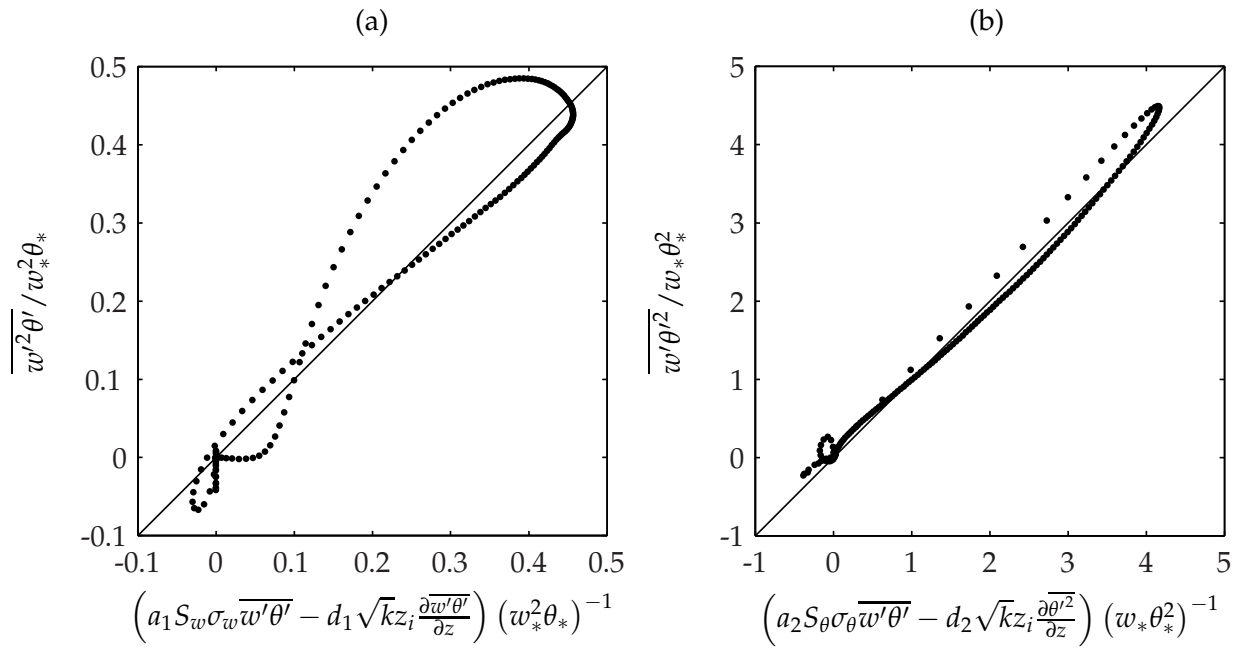 (a)
0.5
0.4
0.3
0.2
0.1
0
-0.1
-0.1 0 0.1 0.2 0.3 0.4 0.5
$\overline{w'^2\theta'}/w_*^2\theta_*$
$\left(a_1 S_w \sigma_w \overline{w'\theta'} - d_1 \sqrt{k} z_i \frac{\partial \overline{w'\theta'}}{\partial z}\right) \left(w_*^2 \theta_*\right)^{-1}$
(b)
5
4
3
2
1
0
-1
-1 0 1 2 3 4 5
$\overline{w'\theta'^2}/w_*\theta_*^2$
$\left(a_2 S_\theta \sigma_\theta \overline{w'\theta'} - d_2 \sqrt{k} z_i \frac{\partial \overline{\theta'^2}}{\partial z}\right) \left(w_* \theta_*^2\right)^{-1}$